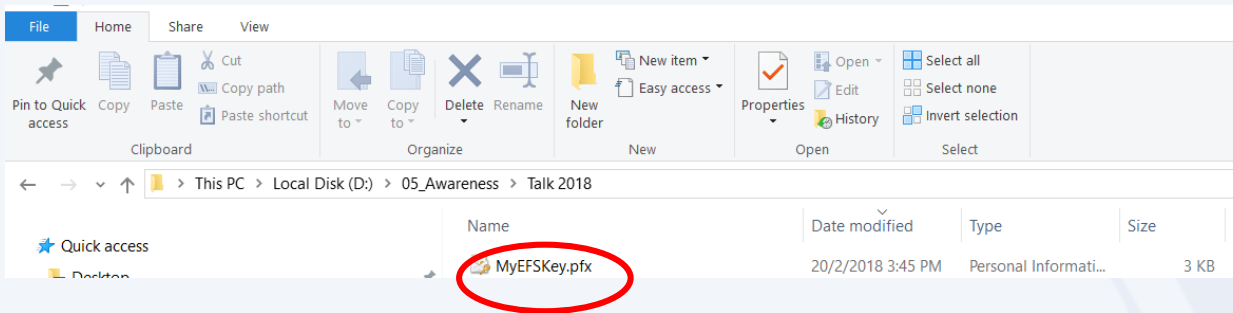 File Home Share View
Pin to Quick access
Copy
Paste
Cut
Copy path
Paste shortcut
Clipboard
Move to
Copy to
Delete
Rename
Organize
New folder
New item
Easy access
New
Properties
Open
Edit
History
Open
Select all
Select none
Invert selection
Select
This PC > Local Disk (D:) > 05_Awareness > Talk 2018
Name Date modified Type Size
Quick access
Desktop
MyEFSKey.pfx 20/2/2018 3:45 PM Personal Informati... 3 KB